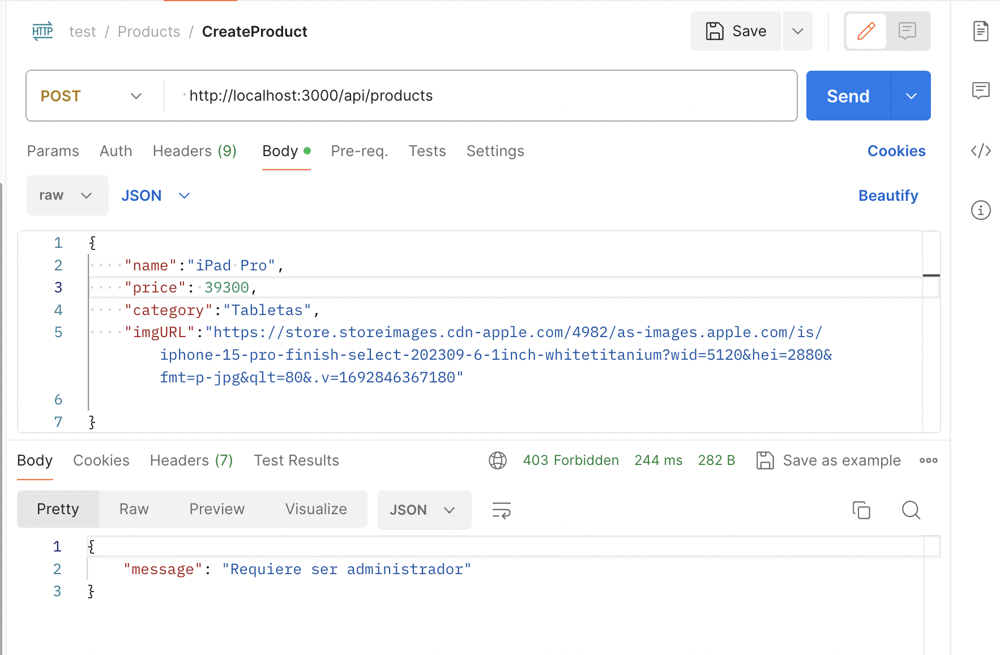 HTTP test / Products / CreateProduct Save
POST http://localhost:3000/api/products Send
Params Auth Headers (9) Body Pre-req. Tests Settings Cookies
raw JSON Beautify
1 {
2 "name":"iPad Pro",
3 "price": 39300,
4 "category":"Tabletas",
5 "imgURL":"https://store.storeimages.cdn-apple.com/4982/as-images.apple.com/is/
iphone-15-pro-finish-select-202309-6-1inch-whitetitanium?wid=5120&hei=2880&
fmt=p-jpg&qlt=80&.v=1692846367180"
6
7 }
Body Cookies Headers (7) Test Results 403 Forbidden 244 ms 282 B Save as example
Pretty Raw Preview Visualize JSON
1 {
2 "message": "Requiere ser administrador"
3 }